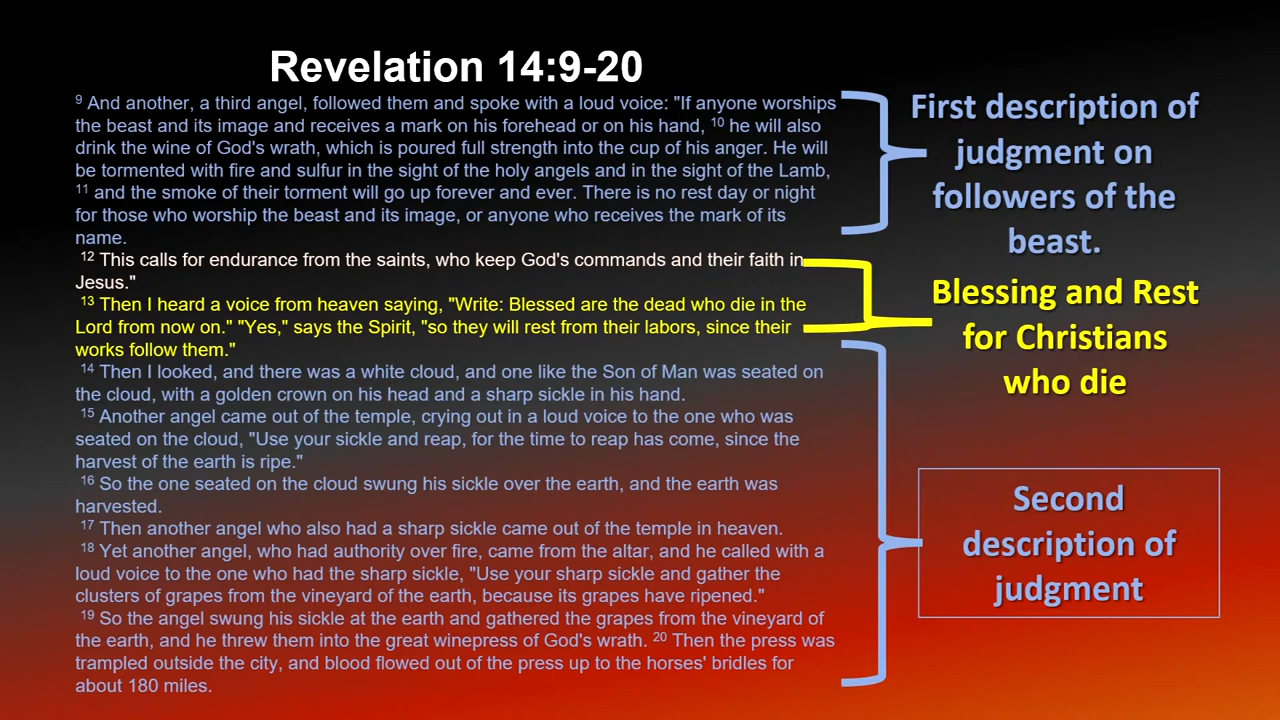 Revelation 14:9-20
9 And another, a third angel, followed them and spoke with a loud voice: "If anyone worships
the beast and its image and receives a mark on his forehead or on his hand, 10 he will also
drink the wine of God's wrath, which is poured full strength into the cup of his anger. He will
be tormented with fire and sulfur in the sight of the holy angels and in the sight of the Lamb,
11 and the smoke of their torment will go up forever and ever. There is no rest day or night
for those who worship the beast and its image, or anyone who receives the mark of its
name.
12 This calls for endurance from the saints, who keep God's commands and their faith in
Jesus."
13 Then I heard a voice from heaven saying, "Write: Blessed are the dead who die in the
Lord from now on." "Yes," says the Spirit, "so they will rest from their labors, since their
works follow them."
14 Then I looked, and there was a white cloud, and one like the Son of Man was seated on
the cloud, with a golden crown on his head and a sharp sickle in his hand.
15 Another angel came out of the temple, crying out in a loud voice to the one who was
seated on the cloud, "Use your sickle and reap, for the time to reap has come, since the
harvest of the earth is ripe."
16 So the one seated on the cloud swung his sickle over the earth, and the earth was
harvested.
17 Then another angel who also had a sharp sickle came out of the temple in heaven.
18 Yet another angel, who had authority over fire, came from the altar, and he called with a
loud voice to the one who had the sharp sickle, "Use your sharp sickle and gather the
clusters of grapes from the vineyard of the earth, because its grapes have ripened."
19 So the angel swung his sickle at the earth and gathered the grapes from the vineyard of
the earth, and he threw them into the great winepress of God's wrath. 20 Then the press was
trampled outside the city, and blood flowed out of the press up to the horses' bridles for
about 180 miles.
First description of
judgment on
followers of the
beast.
Blessing and Rest
for Christians
who die
Second
description of
judgment